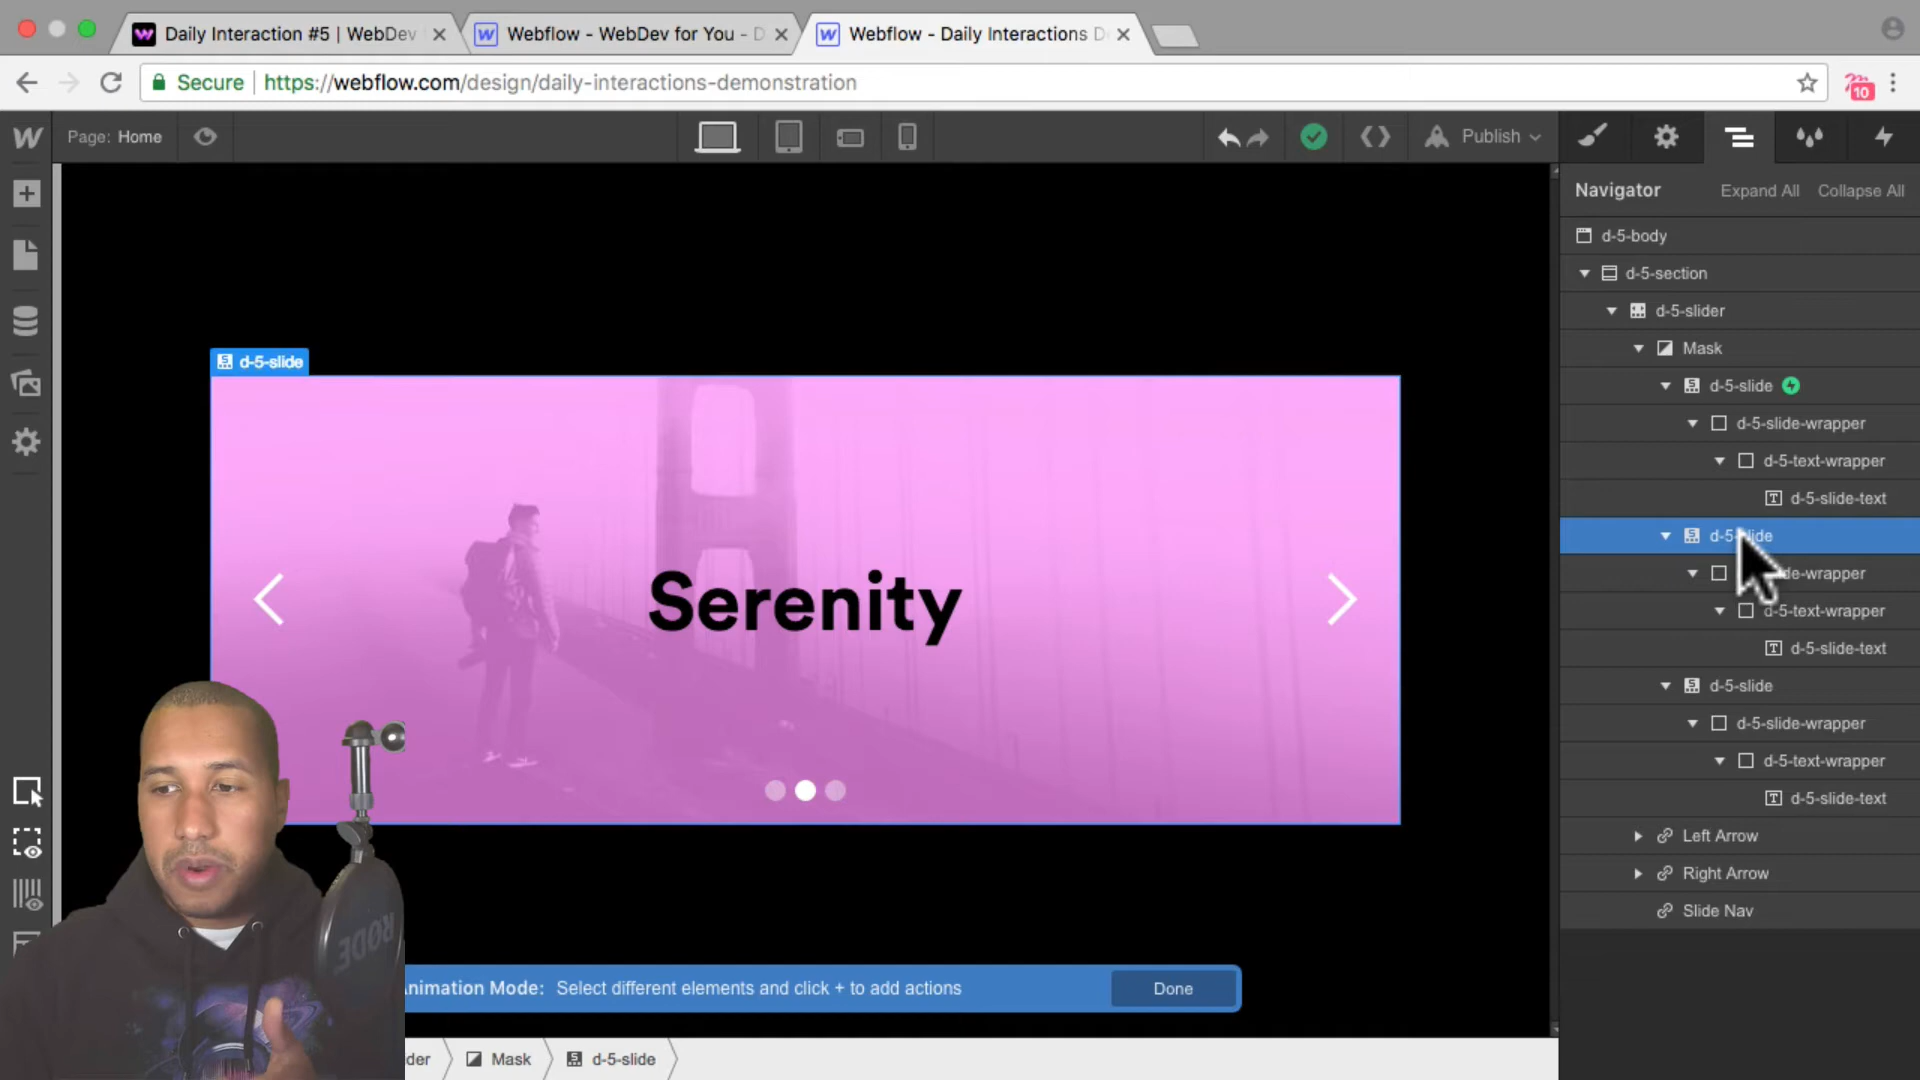 Daily Interaction #5 | WebDev
Webflow - WebDev for You - D
Webflow - Daily Interactions D
Secure https://webflow.com/design/daily-interactions-demonstration
10
Page: Home
Publish
Navigator
Expand All
Collapse All
d-5-body
d-5-section
d-5-slider
Mask
d-5-slide
d-5-slide-wrapper
d-5-text-wrapper
d-5-slide-text
d-5-slide
de-wrapper
d-5-text-wrapper
d-5-slide-text
d-5-slide
d-5-slide-wrapper
d-5-text-wrapper
d-5-slide-text
Left Arrow
Right Arrow
Slide Nav
d-5-slide
Serenity
RODE
nimation Mode: Select different elements and click + to add actions
Done
der
Mask
d-5-slide